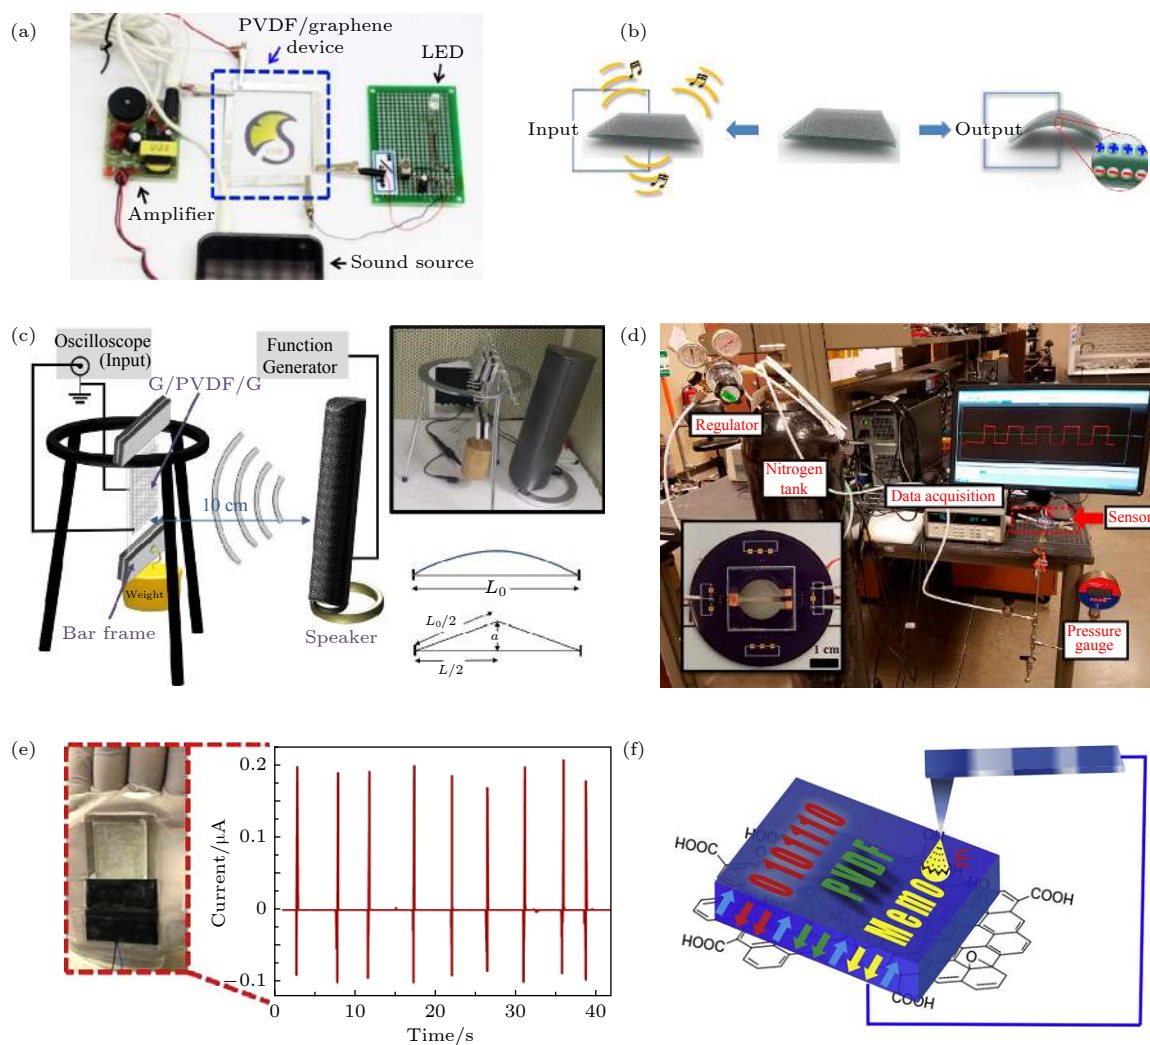 (a)
PVDF/graphene
device
LED
Amplifier
Sound source
(b)
Input
Output
(c)
Oscilloscope
(Input)
G/PVDF/G
Function
Generator
10 cm
Weight
Bar frame
Speaker
L0
L0/2
a
L/2
(d)
Regulator
Nitrogen
tank
Data acquisition
Sensor
Pressure
gauge
1 cm
(e)
0.2
0.1
0
−0.1
Current/μA
0
10
20
30
40
Time/s
(f)
0101110
PVDF
Memo
HOOC
HOOC
COOH
COOH
O